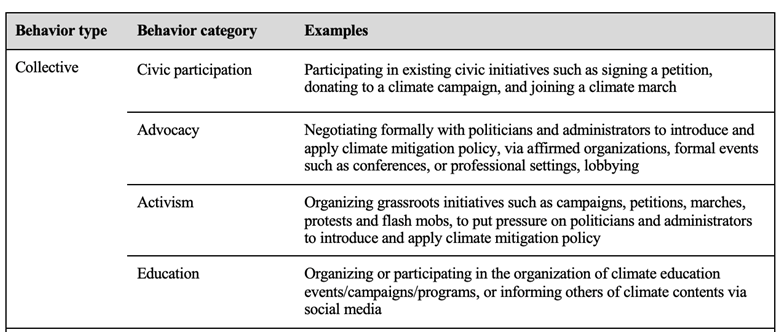 Behavior type Behavior category Examples
Collective Civic participation Participating in existing civic initiatives such as signing a petition,
donating to a climate campaign, and joining a climate march
Advocacy Negotiating formally with politicians and administrators to introduce and
apply climate mitigation policy, via affirmed organizations, formal events
such as conferences, or professional settings, lobbying
Activism Organizing grassroots initiatives such as campaigns, petitions, marches,
protests and flash mobs, to put pressure on politicians and administrators
to introduce and apply climate mitigation policy
Education Organizing or participating in the organization of climate education
events/campaigns/programs, or informing others of climate contents via
social media